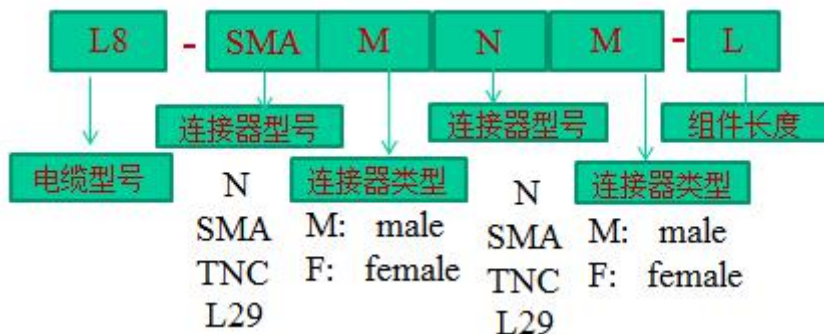 L8 - SMA M N M - L
连接器型号 连接器型号 组件长度
电缆型号 连接器类型 连接器类型
N N
SMA M: male SMA M: male
TNC F: female TNC F: female
L29 L29